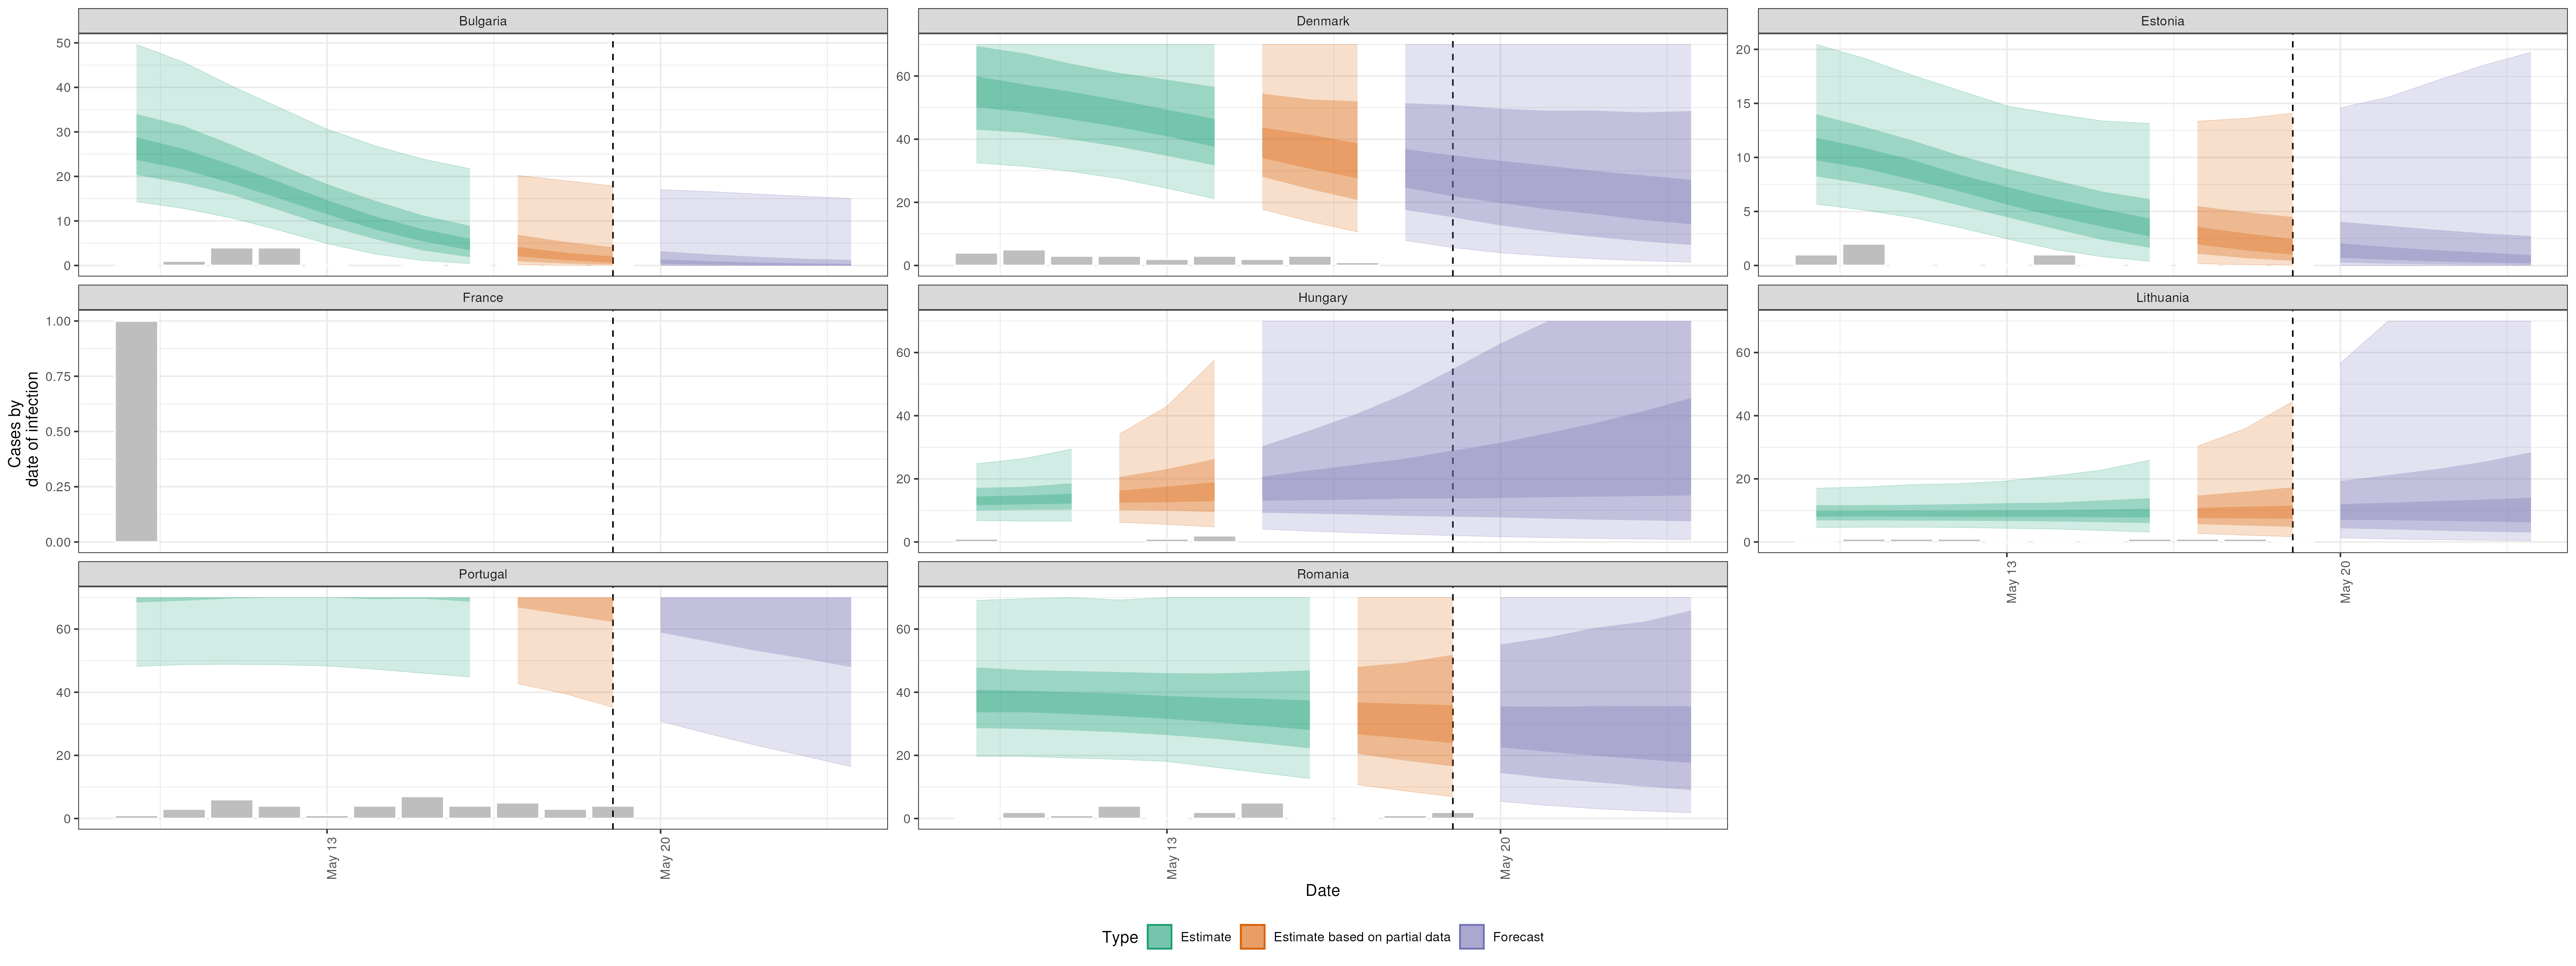 Bulgaria
Denmark
Estonia
50
40
30
20
10
0
60
40
20
0
20
15
10
5
0
France
Hungary
Lithuania
1.00
0.75
0.50
0.25
0.00
60
40
20
0
60
40
20
0
May 13
May 20
Cases by
date of infection
Portugal
Romania
60
40
20
0
60
40
20
0
May 13
May 20
May 13
May 20
Date
Type
Estimate
Estimate based on partial data
Forecast